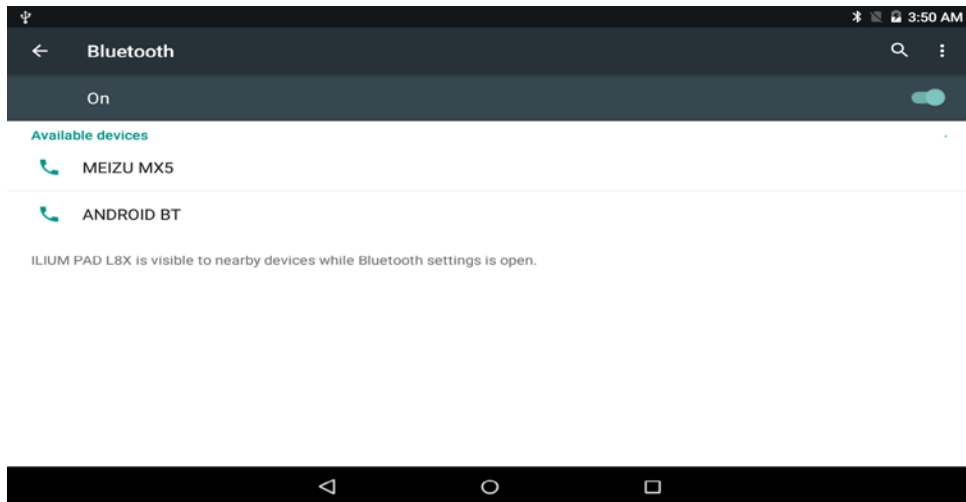 3:50 AM
Bluetooth
On
Available devices
MEIZU MX5
ANDROID BT
ILIUM PAD L8X is visible to nearby devices while Bluetooth settings is open.